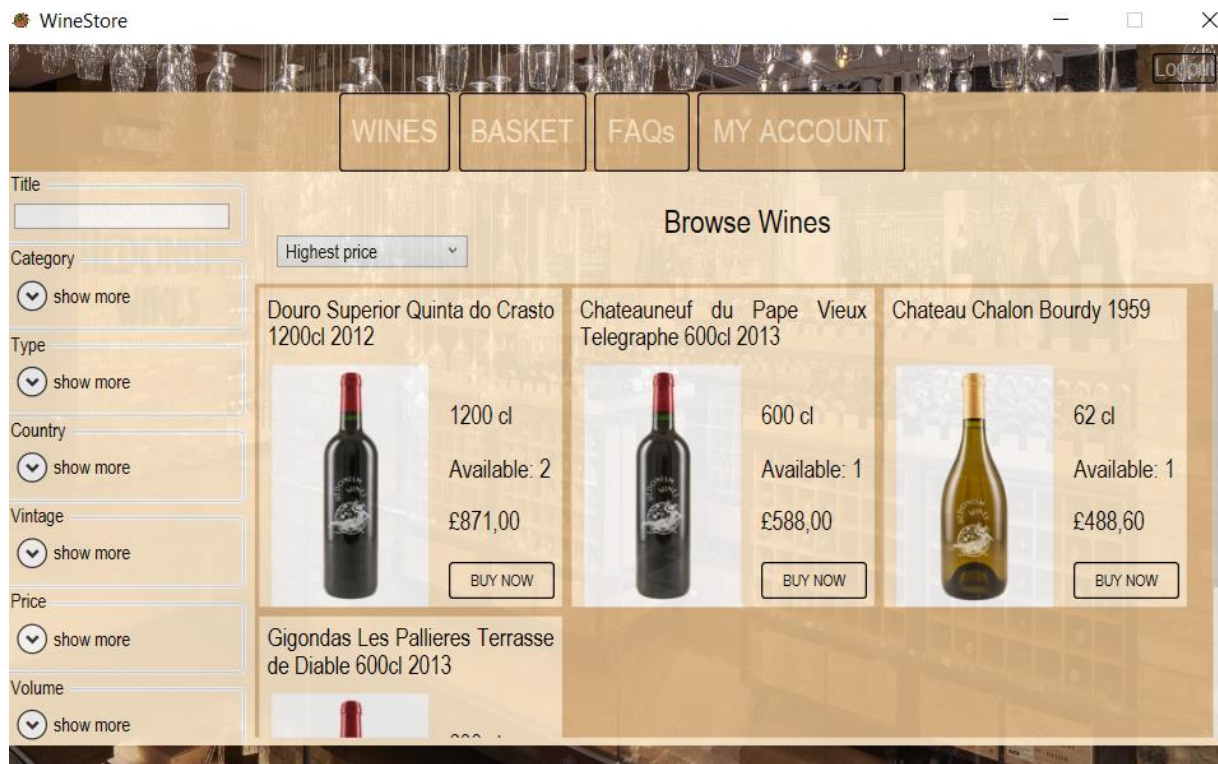 WineStore
Logout
WINES BASKET FAQs MY ACCOUNT
Title
Category
show more
Type
show more
Country
show more
Vintage
show more
Price
show more
Volume
show more
Browse Wines
Highest price
Douro Superior Quinta do Crasto
1200cl 2012
1200 cl
Available: 2
£871,00
BUY NOW
Chateauneuf du Pape Vieux
Telegraphe 600cl 2013
600 cl
Available: 1
£588,00
BUY NOW
Chateau Chalon Bourdy 1959
62 cl
Available: 1
£488,60
BUY NOW
Gigondas Les Pallieres Terrasse
de Diable 600cl 2013
HEDONISM
WINES